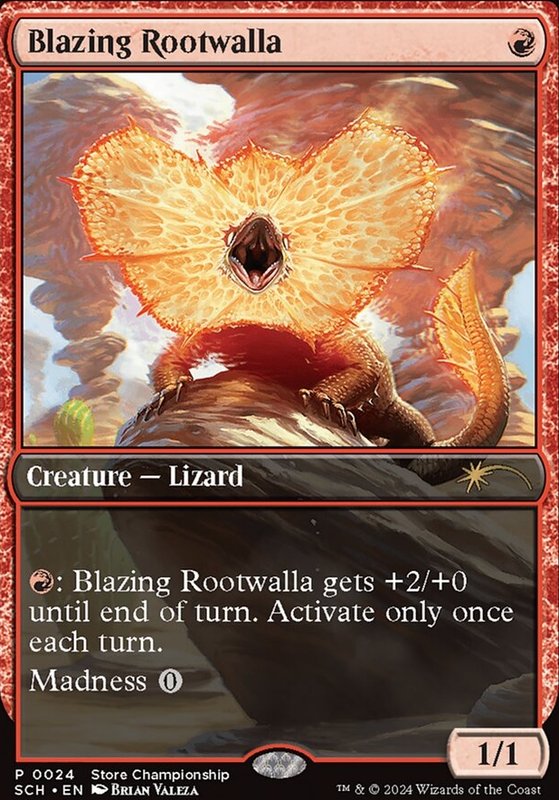 Blazing Rootwalla
Creature — Lizard
: Blazing Rootwalla gets +2/+0
until end of turn. Activate only once
each turn.
Madness 0
1/1
P 0024 Store Championship
SCH • EN Brian Valeza
™ & © 2024 Wizards of the Coast